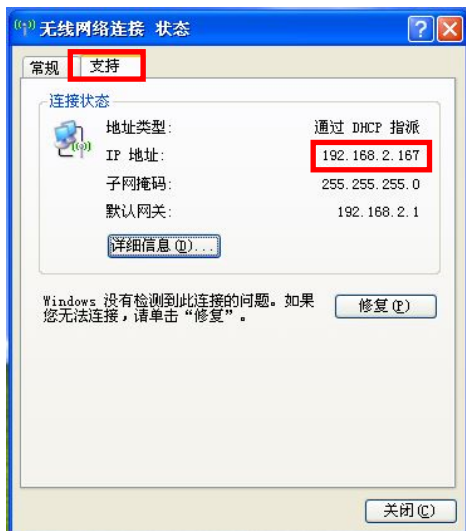 无线网络连接 状态
常规 支持
连接状态
地址类型: 通过 DHCP 指派
IP 地址: 192.168.2.167
子网掩码: 255.255.255.0
默认网关: 192.168.2.1
详细信息(D)...
Windows 没有检测到此连接的问题。如果
您无法连接，请单击“修复”。
修复(P)
关闭(C)